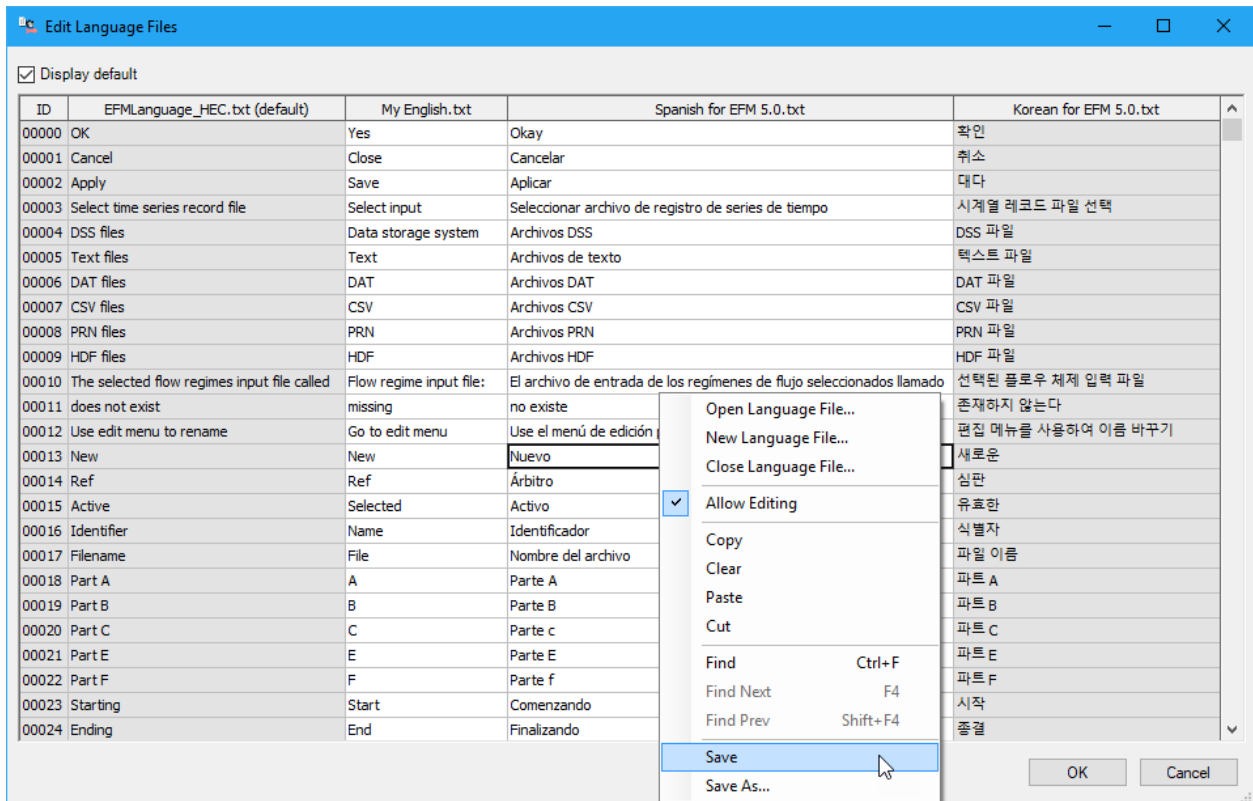 Edit Language Files
Display default
ID EFMLanguage_HEC.txt (default) My English.txt Spanish for EFM 5.0.txt Korean for EFM 5.0.txt
00000 OK Yes Okay 확인
00001 Cancel Close Cancelar 취소
00002 Apply Save Aplicar 대다
00003 Select time series record file Select input Seleccionar archivo de registro de series de tiempo 시계열 레코드 파일 선택
00004 DSS files Data storage system Archivos DSS DSS 파일
00005 Text files Text Archivos de texto 텍스트 파일
00006 DAT files DAT Archivos DAT DAT 파일
00007 CSV files CSV Archivos CSV CSV 파일
00008 PRN files PRN Archivos PRN PRN 파일
00009 HDF files HDF Archivos HDF HDF 파일
00010 The selected flow regimes input file called Flow regime input file: El archivo de entrada de los regímenes de flujo seleccionados llamado 선택된 플로우 체제 입력 파일
00011 does not exist missing no existe 존재하지 않는다
00012 Use edit menu to rename Go to edit menu Use el menú de edición 편집 메뉴를 사용하여 이름 바꾸기
00013 New New Nuevo 새로운
00014 Ref Ref Árbitro 심판
00015 Active Selected Activo 유효한
00016 Identifier Name Identificador 식별자
00017 Filename File Nombre del archivo 파일 이름
00018 Part A A Parte A 파트 A
00019 Part B B Parte B 파트 B
00020 Part C C Parte c 파트 C
00021 Part E E Parte E 파트 E
00022 Part F F Parte f 파트 F
00023 Starting Start Comenzando 시작
00024 Ending End Finalizando 종결
Open Language File...
New Language File...
Close Language File...
Allow Editing
Copy
Clear
Paste
Cut
Find Ctrl+F
Find Next F4
Find Prev Shift+F4
Save
Save As...
OK Cancel